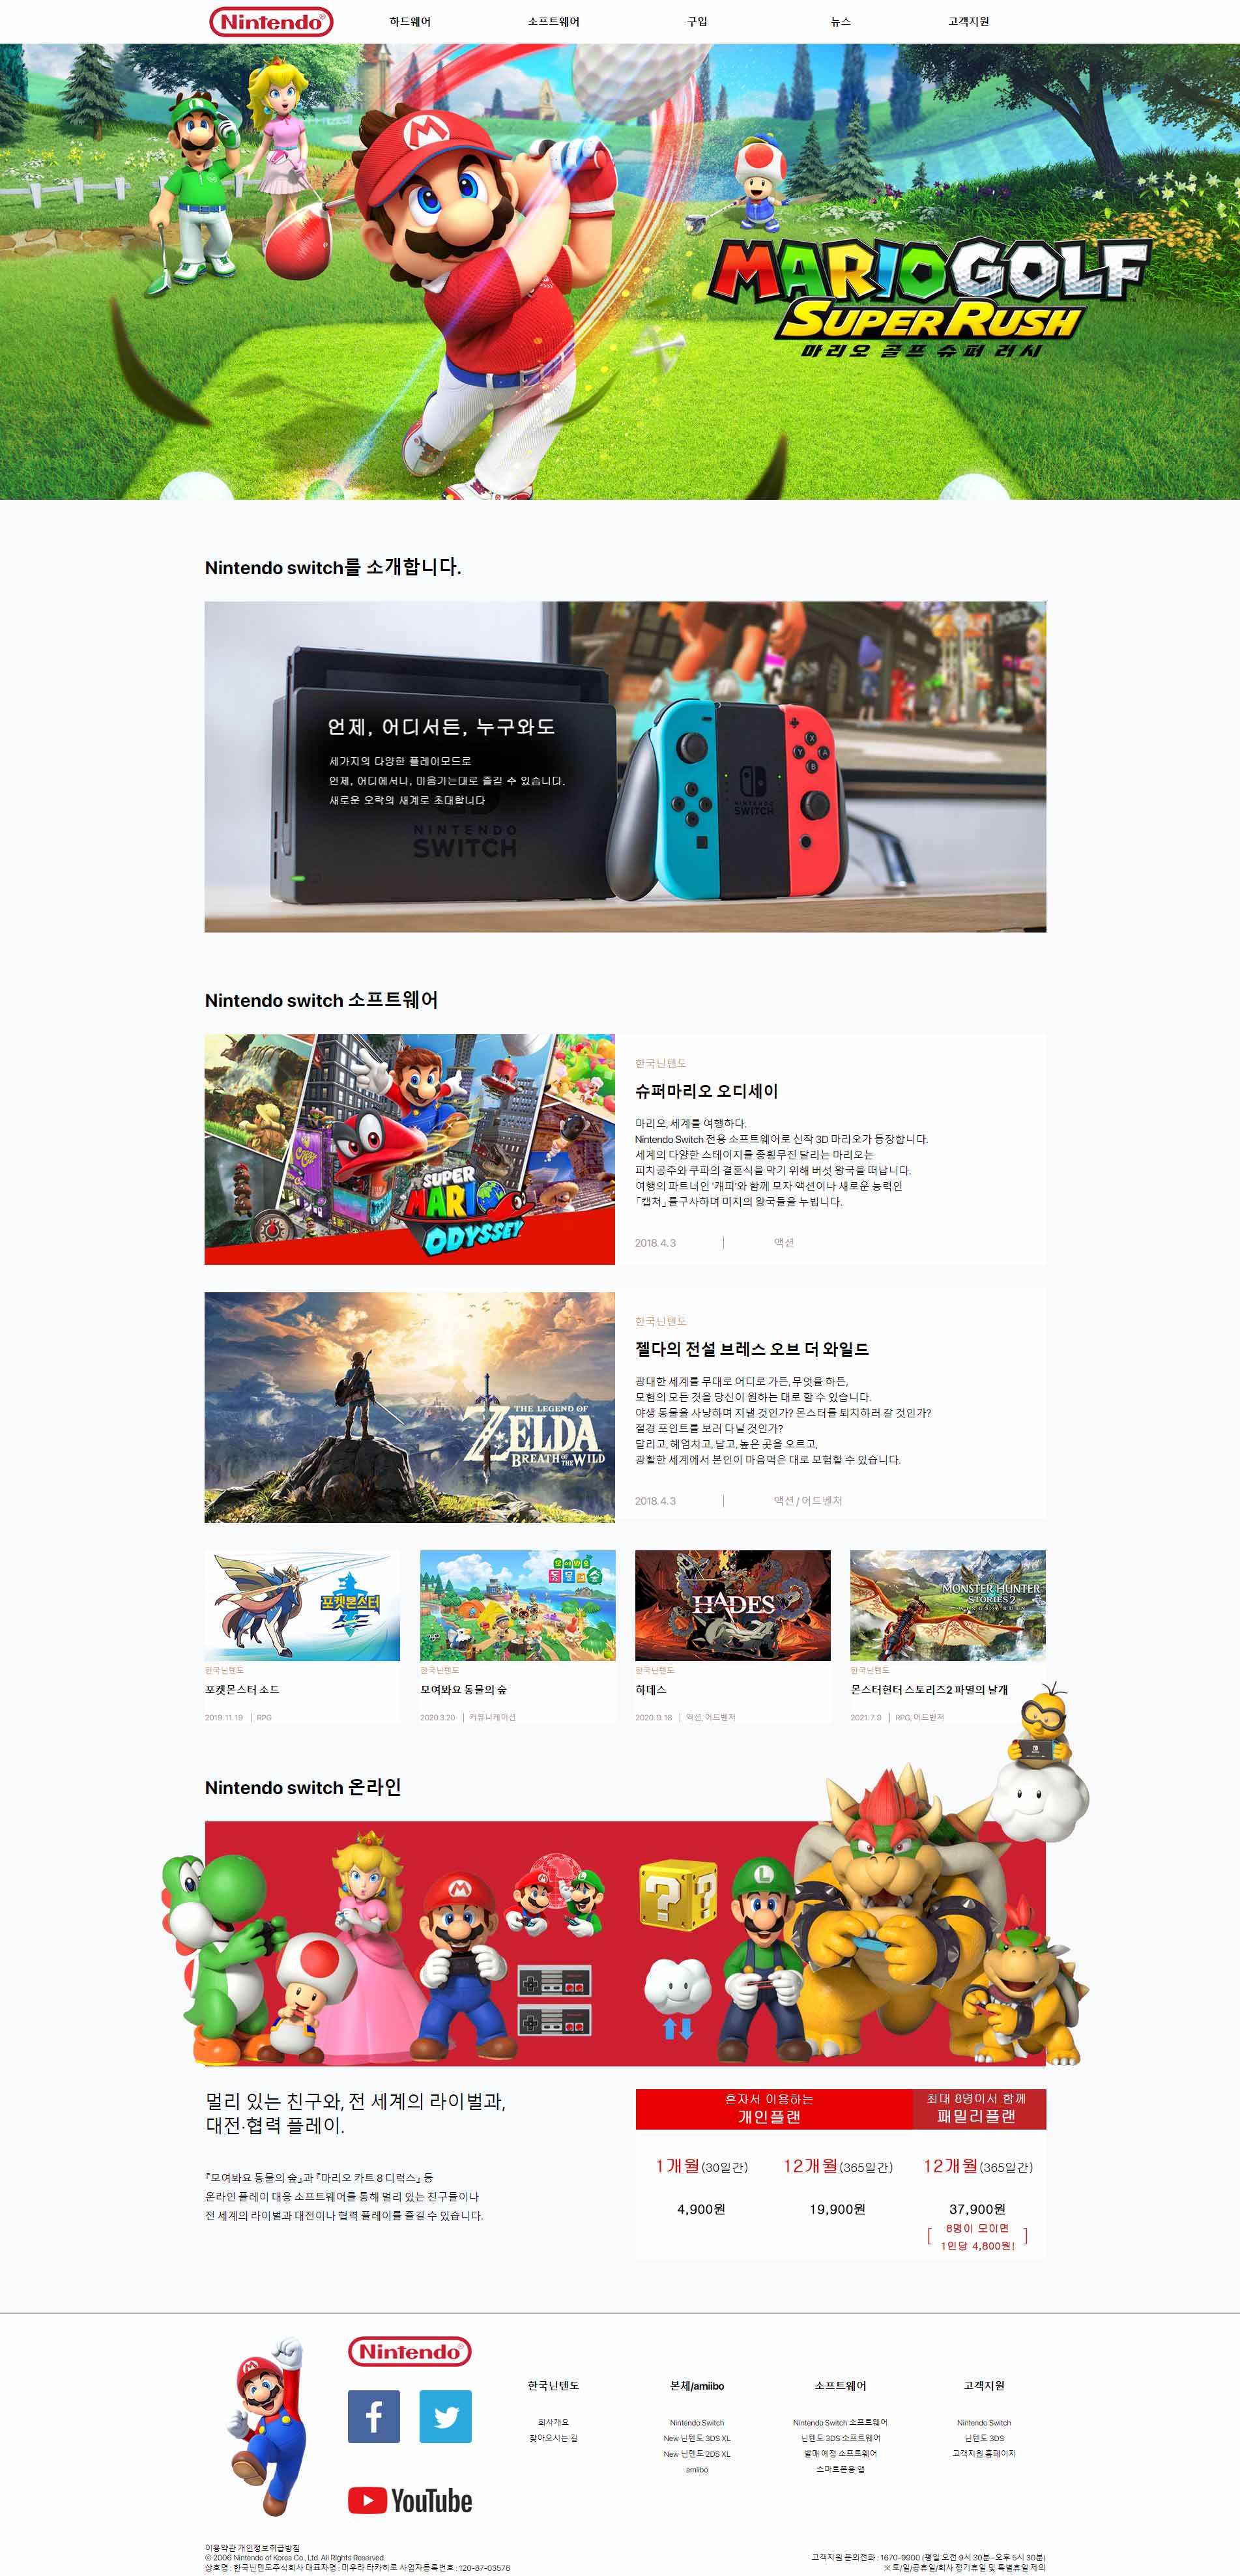 Nintendo
하드웨어
소프트웨어
구입
뉴스
고객지원
MARIO GOLF
SUPER RUSH
마리오 골프 슈퍼 러시
Nintendo switch를 소개합니다.
언제, 어디서든, 누구와도
세가지의 다양한 플레이모드로
언제, 어디에서나, 마음가는대로 즐길 수 있습니다.
새로운 오락의 새계로 초대합니다
NINTENDO
SWITCH
NINTENDO
SWITCH
Nintendo switch 소프트웨어
SUPER
MARIO
ODYSSEY
한국닌텐도
슈퍼마리오 오디세이
마리오, 세계를 여행하다.
Nintendo Switch 전용 소프트웨어로 신작 3D 마리오가 등장합니다.
세계의 다양한 스테이지를 종횡무진 달리는 마리오는
피치공주와 쿠파의 결혼식을 막기 위해 버섯 왕국을 떠납니다.
여행의 파트너인 '캐피'와 함께 모자 액션이나 새로운 능력인
「캡처」를구사하며 미지의 왕국들을 누빕니다.
2018. 4. 3 | 액션
THE LEGEND OF
ZELDA
BREATH OF THE WILD
한국닌텐도
젤다의 전설 브레스 오브 더 와일드
광대한 세계를 무대로 어디로 가든, 무엇을 하든,
모험의 모든 것을 당신이 원하는 대로 할 수 있습니다.
야생 동물을 사냥하며 지낼 것인가? 몬스터를 퇴치하러 갈 것인가?
절경 포인트를 보러 다닐 것인가?
달리고, 헤엄치고, 날고, 높은 곳을 오르고,
광활한 세계에서 본인이 마음먹은 대로 모험할 수 있습니다.
2018. 4. 3 | 액션 / 어드벤처
포켓몬스터
모여봐요
동물의 숲
HADES
MONSTER HUNTER
STORIES 2
한국닌텐도
포켓몬스터 소드
2019. 11. 19 | RPG
한국닌텐도
모여봐요 동물의 숲
2020.3.20 | 커뮤니케이션
한국닌텐도
하데스
2020. 9. 18 | 액션, 어드벤처
한국닌텐도
몬스터헌터 스토리즈2 파멸의 날개
2021. 7. 9 | RPG, 어드벤처
Nintendo switch 온라인
멀리 있는 친구와, 전 세계의 라이벌과,
대전·협력 플레이.
『모여봐요 동물의 숲』과 『마리오 카트 8 디럭스』 등
온라인 플레이 대응 소프트웨어를 통해 멀리 있는 친구들이나
전 세계의 라이벌과 대전이나 협력 플레이를 즐길 수 있습니다.
혼자서 이용하는
개인플랜
최대 8명이서 함께
패밀리플랜
1개월(30일간)
12개월(365일간)
12개월(365일간)
4,900원
19,900원
37,900원
[ 8명이 모이면
1인당 4,800원! ]
Nintendo
YouTube
한국닌텐도
회사개요
찾아오시는 길
본체/amiibo
Nintendo Switch
New 닌텐도 3DS XL
New 닌텐도 2DS XL
amiibo
소프트웨어
Nintendo Switch 소프트웨어
닌텐도 3DS 소프트웨어
발매 예정 소프트웨어
스마트폰용 앱
고객지원
Nintendo Switch
닌텐도 3DS
고객지원 홈페이지
이용약관 개인정보취급방침
© 2006 Nintendo of Korea Co., Ltd. All Rights Reserved.
상호명 : 한국닌텐도주식회사 대표자명 : 미우라 타카히로 사업자등록번호 : 120-87-03578
고객지원 문의전화 : 1670-9900 (평일 오전 9시 30분~오후 5시 30분)
※ 토/일/공휴일/회사 정기휴일 및 특별휴일 제외